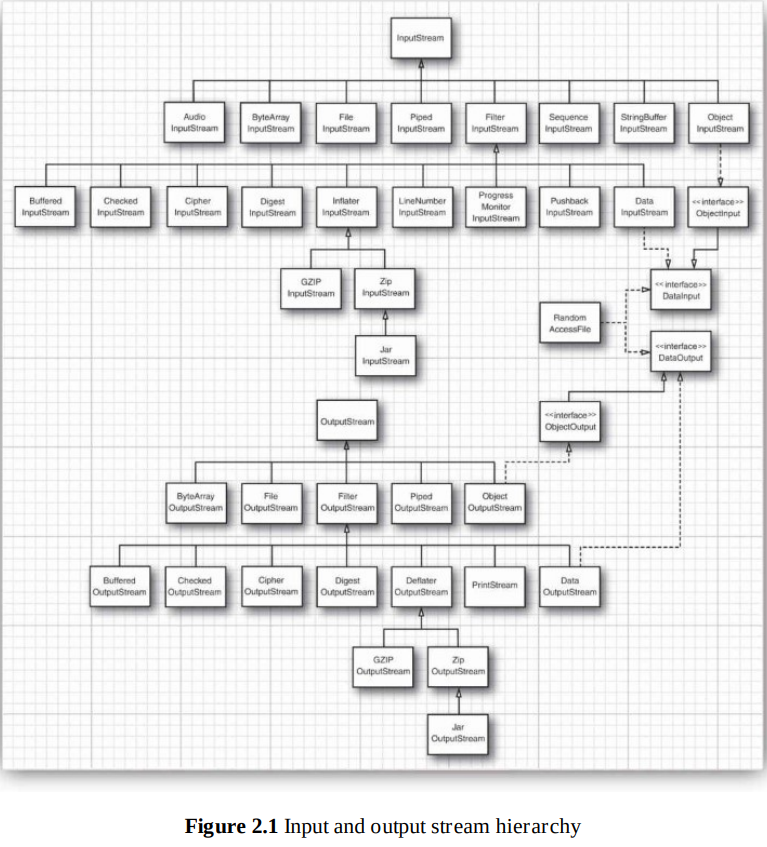 InputStream
Audio
InputStream
ByteArray
InputStream
File
InputStream
Piped
InputStream
Filter
InputStream
Sequence
InputStream
StringBuffer
InputStream
Object
InputStream
Buffered
InputStream
Checked
InputStream
Cipher
InputStream
Digest
InputStream
Inflater
InputStream
LineNumber
InputStream
Progress
Monitor
InputStream
Pushback
InputStream
Data
InputStream
<<interface>>
ObjectInput
GZIP
InputStream
Zip
InputStream
<<interface>>
DataInput
Random
AccessFile
Jar
InputStream
<<interface>>
DataOutput
OutputStream
<<interface>>
ObjectOutput
ByteArray
OutputStream
File
OutputStream
Filter
OutputStream
Piped
OutputStream
Object
OutputStream
Buffered
OutputStream
Checked
OutputStream
Cipher
OutputStream
Digest
OutputStream
Deflater
OutputStream
PrintStream
Data
OutputStream
GZIP
OutputStream
Zip
OutputStream
Jar
OutputStream
Figure 2.1 Input and output stream hierarchy